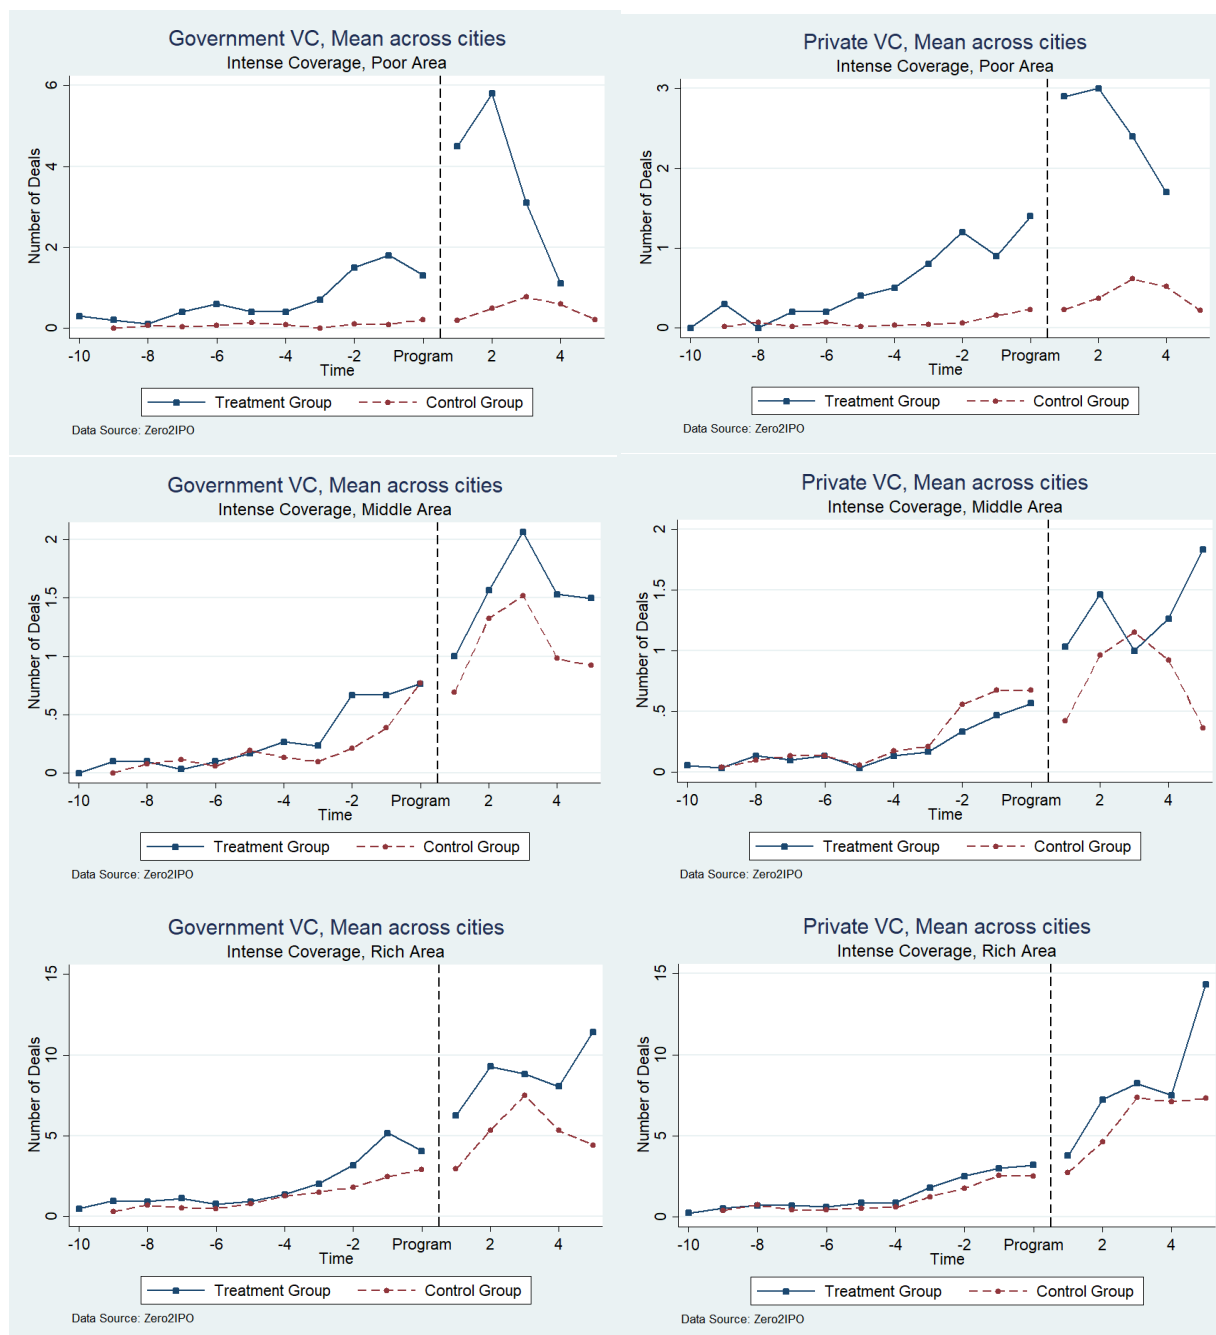 Government VC, Mean across cities
Intense Coverage, Poor Area
Number of Deals
6
4
2
0
-10 -8 -6 -4 -2 Program 2 4
Time
Treatment Group Control Group
Data Source: Zero2IPO
Private VC, Mean across cities
Intense Coverage, Poor Area
Number of Deals
3
2
1
0
-10 -8 -6 -4 -2 Program 2 4
Time
Treatment Group Control Group
Data Source: Zero2IPO
Government VC, Mean across cities
Intense Coverage, Middle Area
Number of Deals
2
1.5
1
.5
0
-10 -8 -6 -4 -2 Program 2 4
Time
Treatment Group Control Group
Data Source: Zero2IPO
Private VC, Mean across cities
Intense Coverage, Middle Area
Number of Deals
2
1.5
1
.5
0
-10 -8 -6 -4 -2 Program 2 4
Time
Treatment Group Control Group
Data Source: Zero2IPO
Government VC, Mean across cities
Intense Coverage, Rich Area
Number of Deals
15
10
5
0
-10 -8 -6 -4 -2 Program 2 4
Time
Treatment Group Control Group
Data Source: Zero2IPO
Private VC, Mean across cities
Intense Coverage, Rich Area
Number of Deals
15
10
5
0
-10 -8 -6 -4 -2 Program 2 4
Time
Treatment Group Control Group
Data Source: Zero2IPO